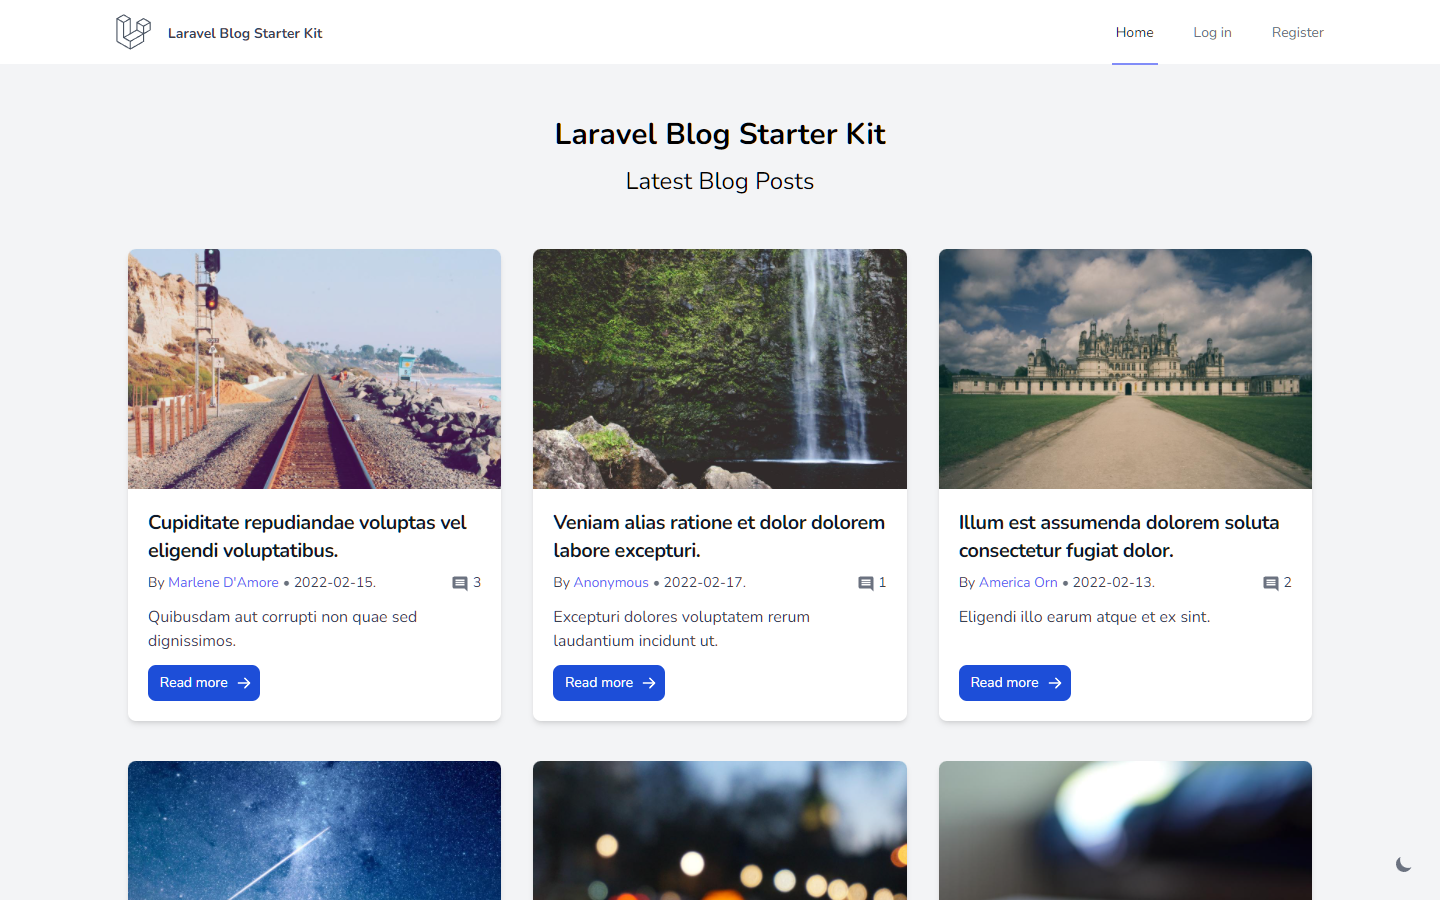 Laravel Blog Starter Kit
Home
Log in
Register
Laravel Blog Starter Kit
Latest Blog Posts
Cupiditate repudiandae voluptas vel
eligendi voluptatibus.
By Marlene D'Amore • 2022-02-15.
3
Quibusdam aut corrupti non quae sed
dignissimos.
Read more
Veniam alias ratione et dolor dolorem
labore excepturi.
By Anonymous • 2022-02-17.
1
Excepturi dolores voluptatem rerum
laudantium incidunt ut.
Read more
Illum est assumenda dolorem soluta
consectetur fugiat dolor.
By America Orn • 2022-02-13.
2
Eligendi illo earum atque et ex sint.
Read more